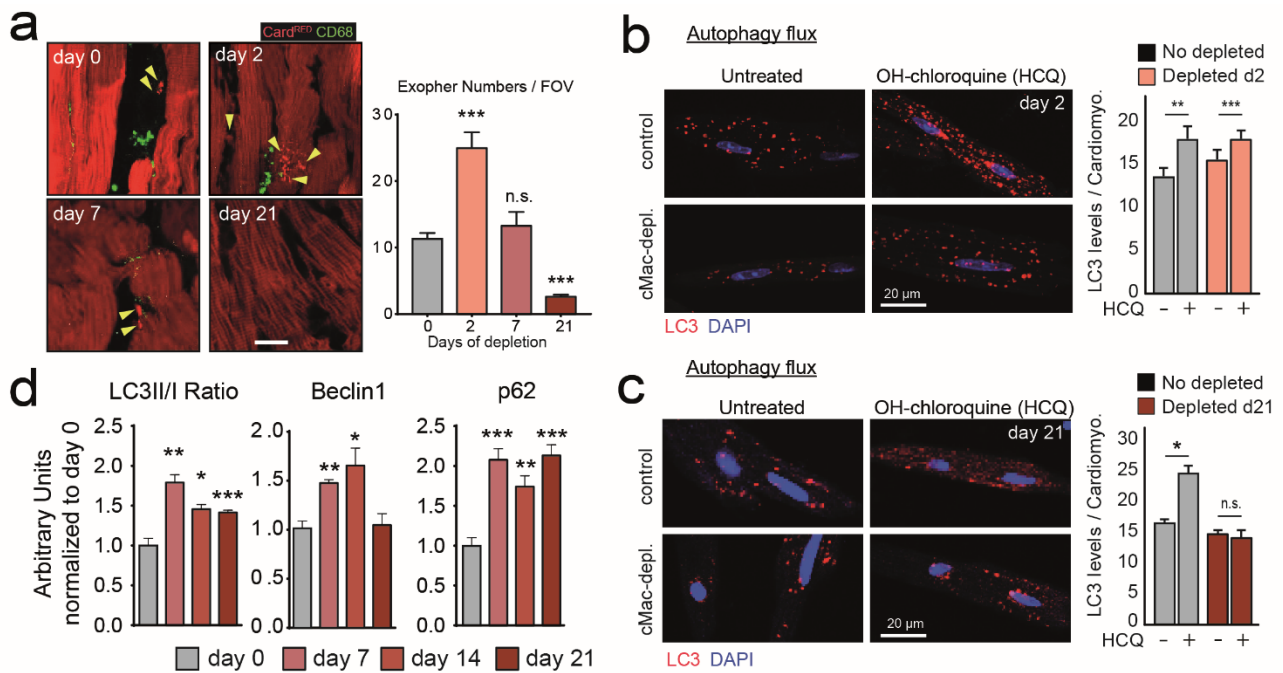 a
Card^RED CD68
day 0
day 2
day 7
day 21
Exopher Numbers / FOV
30
20
10
0
***
n.s.
***
0 2 7 21
Days of depletion
b
Autophagy flux
Untreated
OH-chloroquine (HCQ)
day 2
control
cMac-depl.
20 µm
LC3 DAPI
No depleted
Depleted d2
LC3 levels / Cardiomyo.
20
15
10
5
0
** ***
HCQ - + - +
c
Autophagy flux
Untreated
OH-chloroquine (HCQ)
day 21
control
cMac-depl.
20 µm
LC3 DAPI
No depleted
Depleted d21
LC3 levels / Cardiomyo.
30
25
20
15
10
5
0
*
n.s.
HCQ - + - +
d
LC3II/I Ratio
Beclin1
p62
Arbitrary Units
normalized to day 0
2.5
2.0
1.5
1.0
0.5
0.0
** * ***
2.0
1.5
1.0
0.5
0.0
** *
2.5
2.0
1.5
1.0
0.5
0.0
*** ** ***
day 0 day 7 day 14 day 21